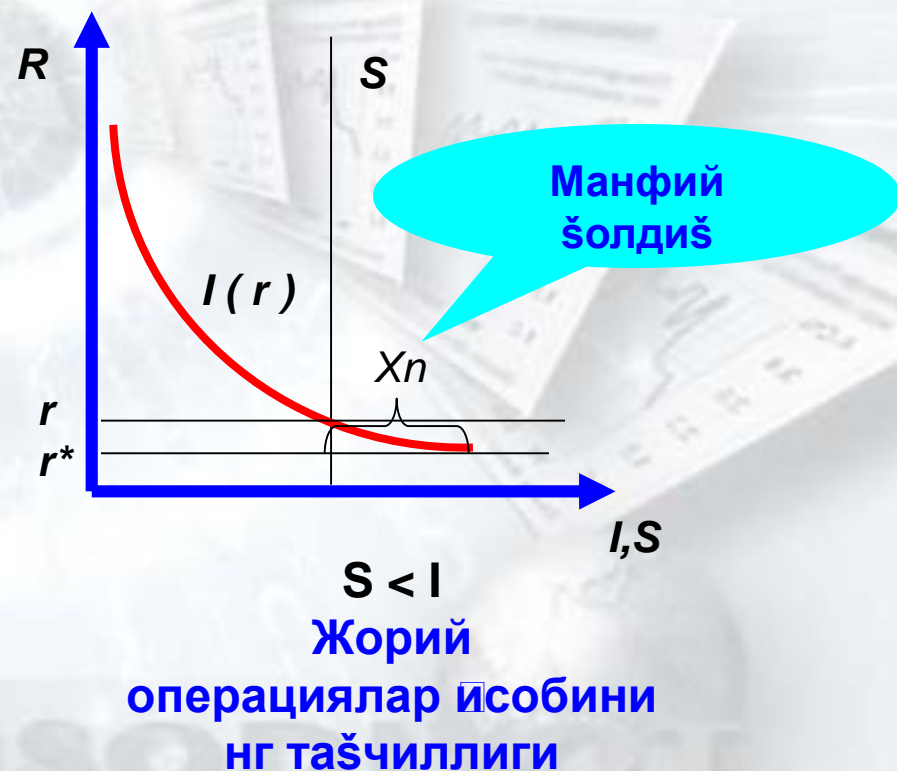 R
S
Манфий
šолдиš
I ( r )
Xn
r
r*
I,S
S < I
Жорий
операциялар исобини
нг таšчиллиги